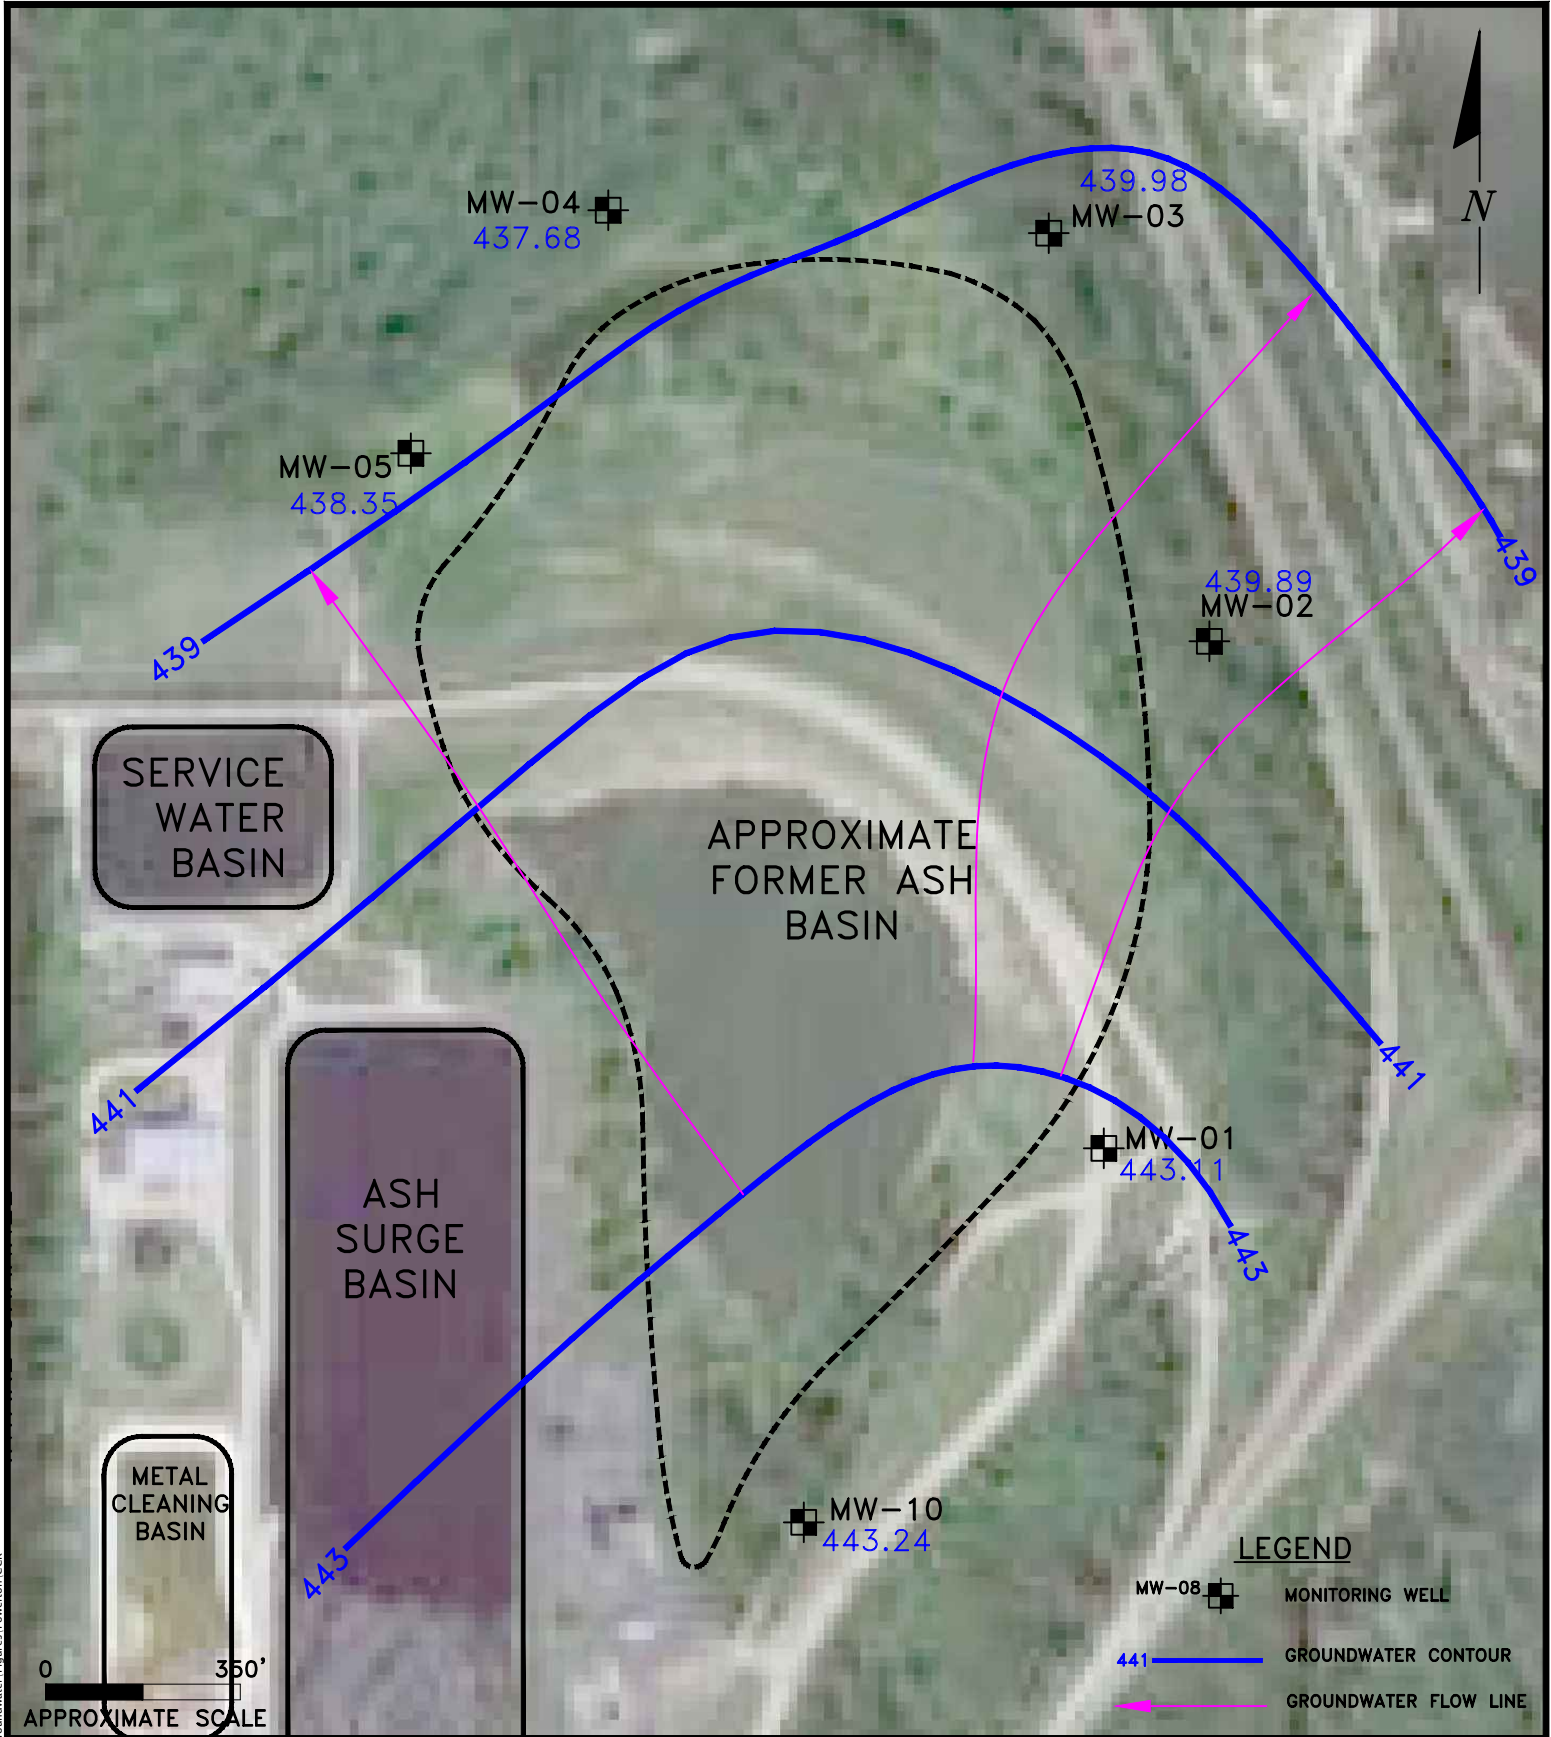 439.98
MW-03
N
MW-04
437.68
MW-05
438.35
439
439.89
MW-02
439
SERVICE
WATER
BASIN
APPROXIMATE
FORMER ASH
BASIN
441
441
MW-01
443.11
ASH
SURGE
BASIN
443
METAL
CLEANING
BASIN
MW-10
443.24
443
LEGEND
MW-08
MONITORING WELL
441
GROUNDWATER CONTOUR
GROUNDWATER FLOW LINE
0 350'
APPROXIMATE SCALE